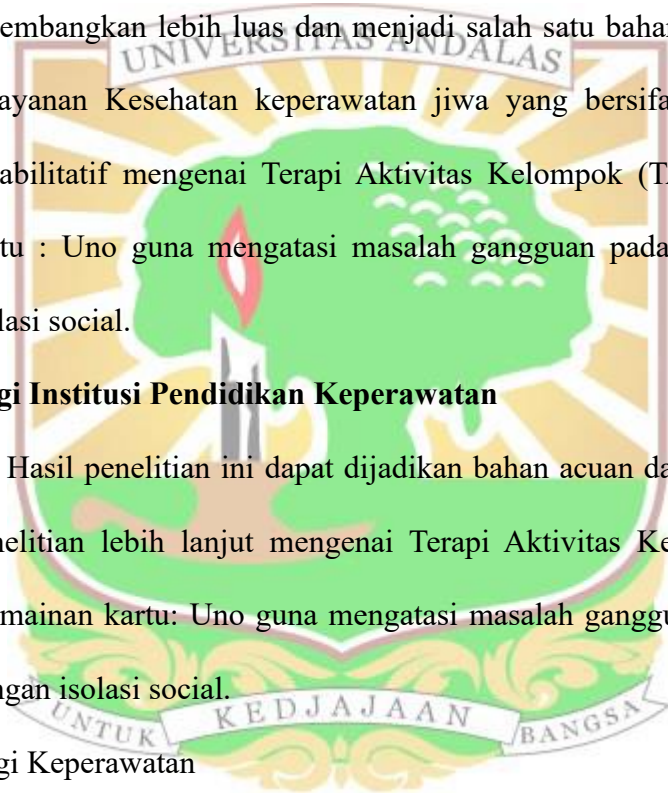 embangkan lebih luas dan menjadi salah satu bahan
UNIVERSITAS ANDALAS
ayanan Kesehatan keperawatan jiwa yang bersifa
abilitatif mengenai Terapi Aktivitas Kelompok (T
tu : Uno guna mengatasi masalah gangguan pada
lasi social.
gi Institusi Pendidikan Keperawatan
Hasil penelitian ini dapat dijadikan bahan acuan da
nelitian lebih lanjut mengenai Terapi Aktivitas Ke
mainan kartu: Uno guna mengatasi masalah ganggu
ngan isolasi social.
UNTUK KEDJAJAAN BANGSA
gi Keperawatan